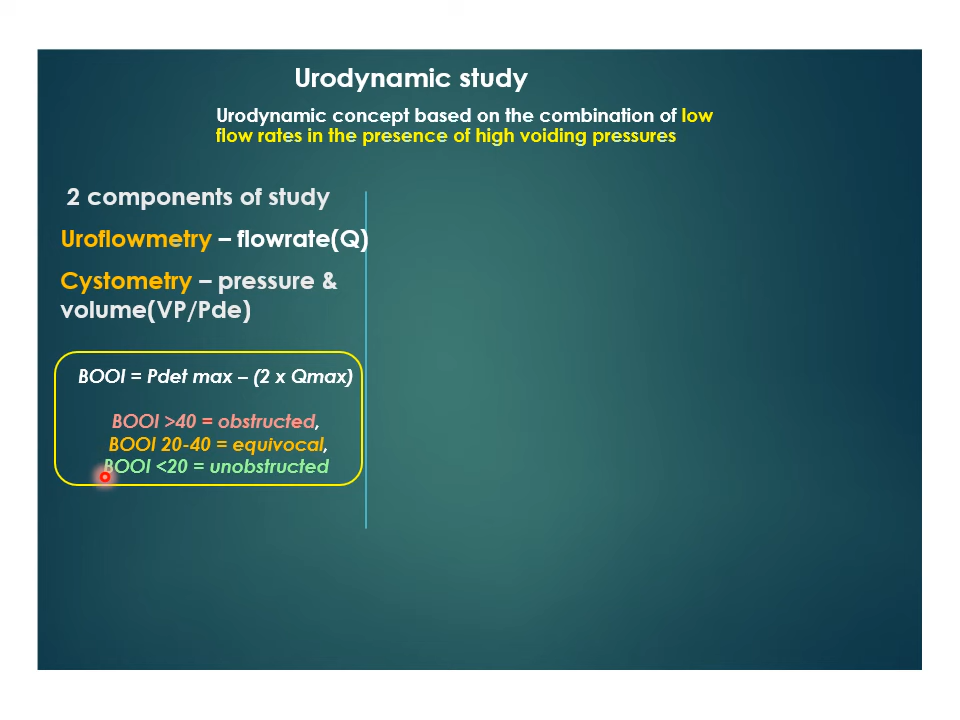 Urodynamic study
Urodynamic concept based on the combination of low
flow rates in the presence of high voiding pressures
2 components of study
Uroflowmetry – flowrate(Q)
Cystometry – pressure &
volume(VP/Pde)
BOOI = Pdet max – (2 x Qmax)
BOOI >40 = obstructed,
BOOI 20-40 = equivocal,
BOOI <20 = unobstructed